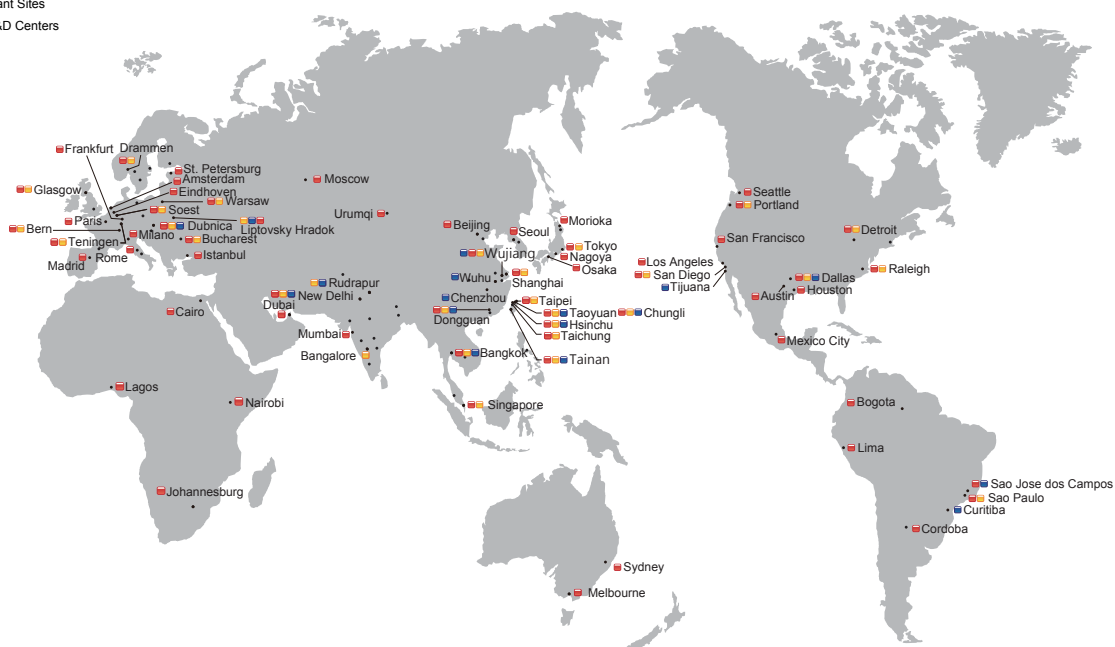 Sites
Centers
Frankfurt
Drammen
St. Petersburg
Amsterdam
Eindhoven
Glasgow
Warsaw
Soest
Paris
Bern
Dubnica
Liptovsky Hradok
Milano
Teningen
Bucharest
Rome
Madrid
Istanbul
Moscow
Urumqi
Beijing
Seoul
Morioka
Tokyo
Nagoya
Osaka
Wujiang
Wuhu
Shanghai
Rudrapur
New Delhi
Dubai
Chenzhou
Dongguan
Taipei
Taoyuan
Chungli
Hsinchu
Taichung
Tainan
Cairo
Mumbai
Bangalore
Bangkok
Singapore
Lagos
Nairobi
Johannesburg
Sydney
Melbourne
Seattle
Portland
San Francisco
Detroit
Los Angeles
San Diego
Tijuana
Raleigh
Dallas
Houston
Austin
Mexico City
Bogota
Lima
Sao Jose dos Campos
Sao Paulo
Curitiba
Cordoba